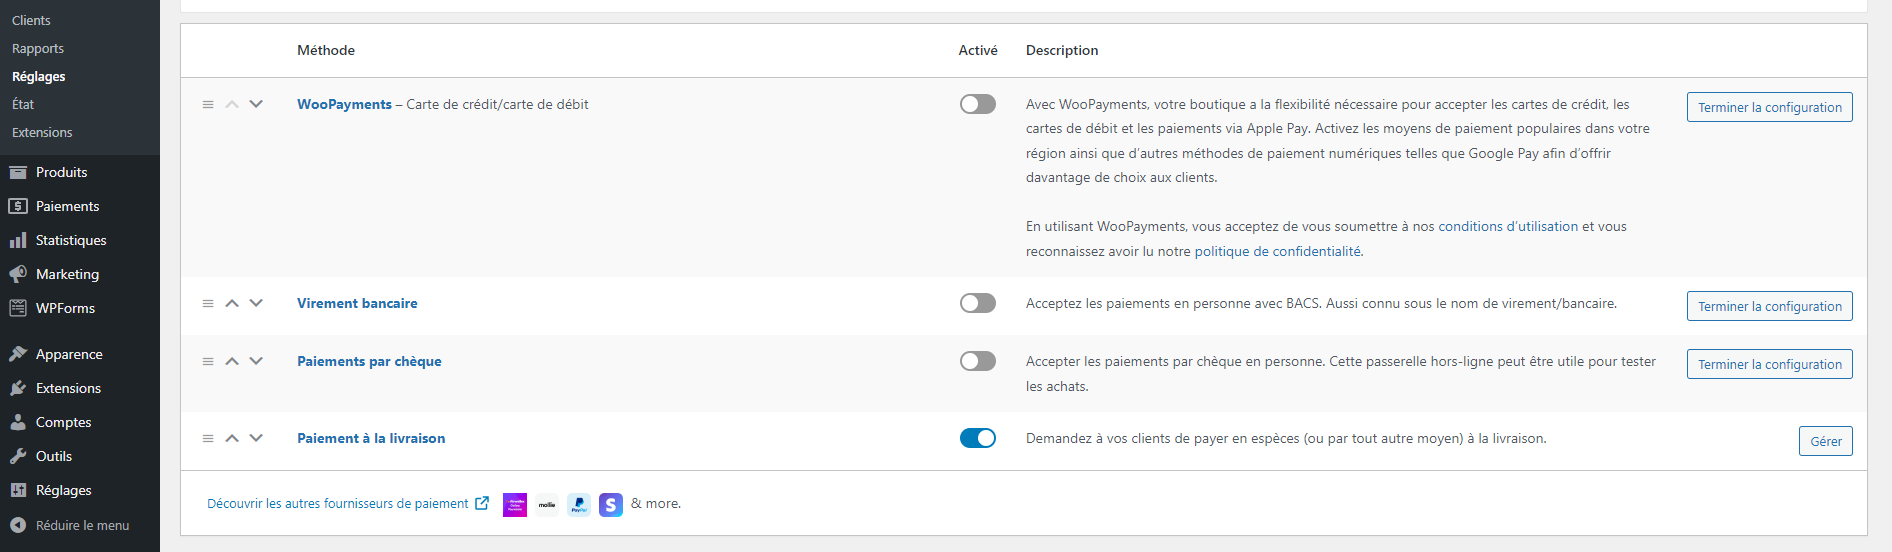 Clients
Rapports
Réglages
État
Extensions
Produits
Paiements
Statistiques
Marketing
WPForms
Apparence
Extensions
Comptes
Outils
Réglages
Réduire le menu
Méthode
Activé
Description
WooPayments – Carte de crédit/carte de débit
Avec WooPayments, votre boutique a la flexibilité nécessaire pour accepter les cartes de crédit, les
cartes de débit et les paiements via Apple Pay. Activez les moyens de paiement populaires dans votre
région ainsi que d’autres méthodes de paiement numériques telles que Google Pay afin d’offrir
davantage de choix aux clients.
En utilisant WooPayments, vous acceptez de vous soumettre à nos conditions d’utilisation et vous
reconnaissez avoir lu notre politique de confidentialité.
Terminer la configuration
Virement bancaire
Acceptez les paiements en personne avec BACS. Aussi connu sous le nom de virement/bancaire.
Terminer la configuration
Paiements par chèque
Accepter les paiements par chèque en personne. Cette passerelle hors-ligne peut être utile pour tester
les achats.
Terminer la configuration
Paiement à la livraison
Demandez à vos clients de payer en espèces (ou par tout autre moyen) à la livraison.
Gérer
Découvrir les autres fournisseurs de paiement
mollie
PayPal
S
& more.